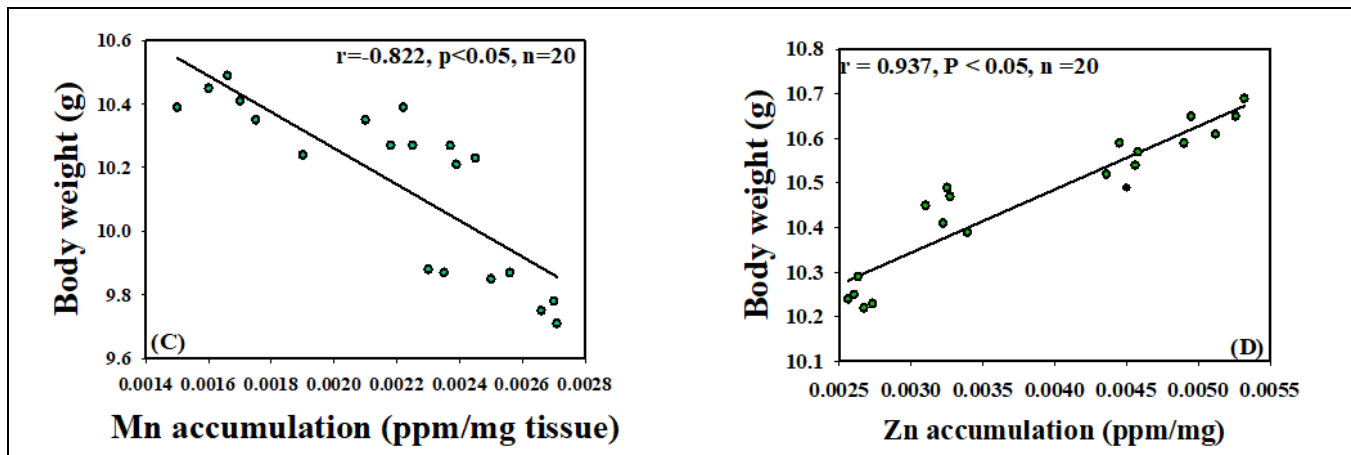 r=-0.822, p<0.05, n=20
Body weight (g)
10.6
10.4
10.2
10.0
9.8
9.6
(C)
0.0014 0.0016 0.0018 0.0020 0.0022 0.0024 0.0026 0.0028
Mn accumulation (ppm/mg tissue)
r = 0.937, P < 0.05, n =20
Body weight (g)
10.8
10.7
10.6
10.5
10.4
10.3
10.2
10.1
(D)
0.0025 0.0030 0.0035 0.0040 0.0045 0.0050 0.0055
Zn accumulation (ppm/mg)